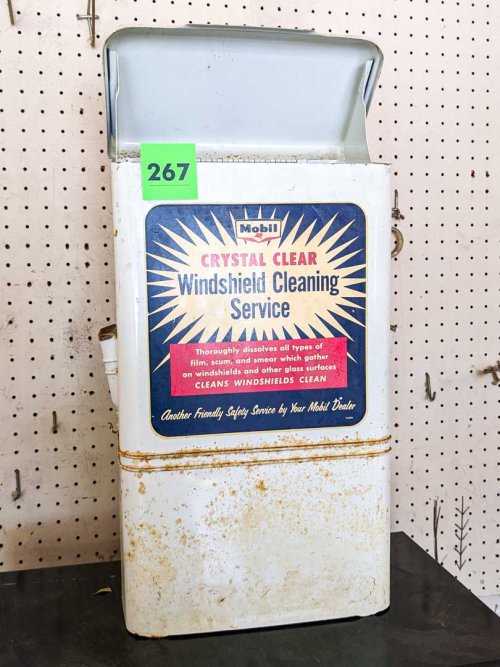 267
Mobil
CRYSTAL CLEAR
Windshield Cleaning
Service
Thoroughly dissolves all types of
film, scum, and smear which gather
on windshields and other glass surfaces
CLEANS WINDSHIELDS CLEAN
Another Friendly Safety Service by Your Mobil Dealer